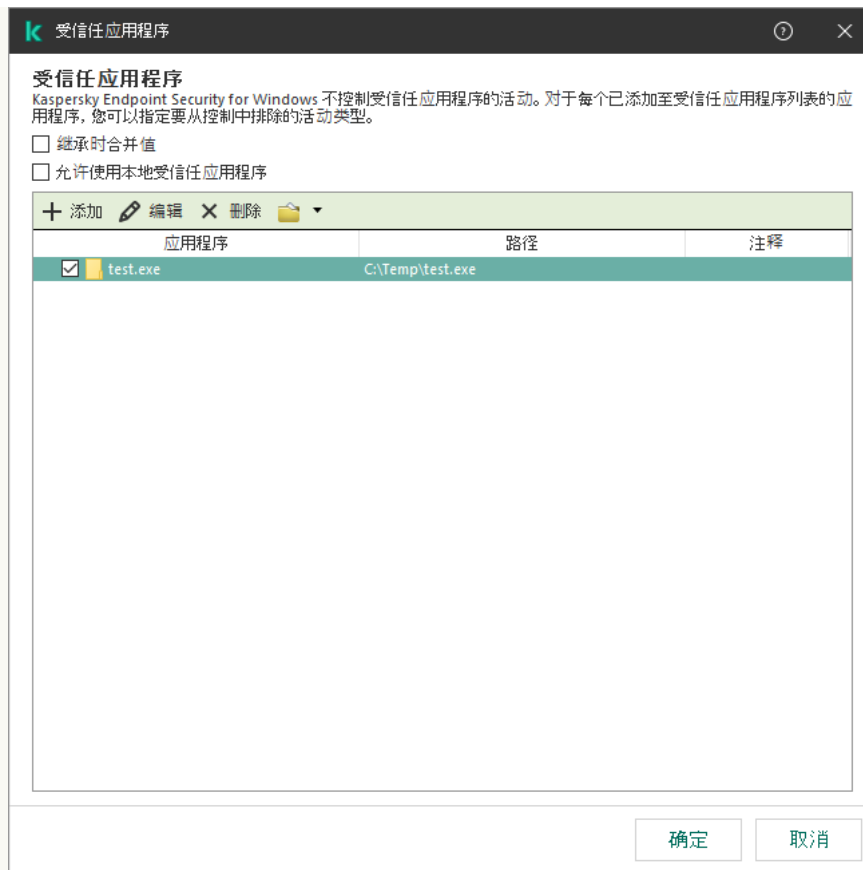 受信任应用程序
受信任应用程序
Kaspersky Endpoint Security for Windows 不控制受信任应用程序的活动。对于每个已添加至受信任应用程序列表的应
用程序, 您可以指定要从控制中排除的活动类型。
继承时合并值
允许使用本地受信任应用程序
添加 编辑 删除
应用程序 路径 注释
test.exe C:\Temp\test.exe
确定 取消